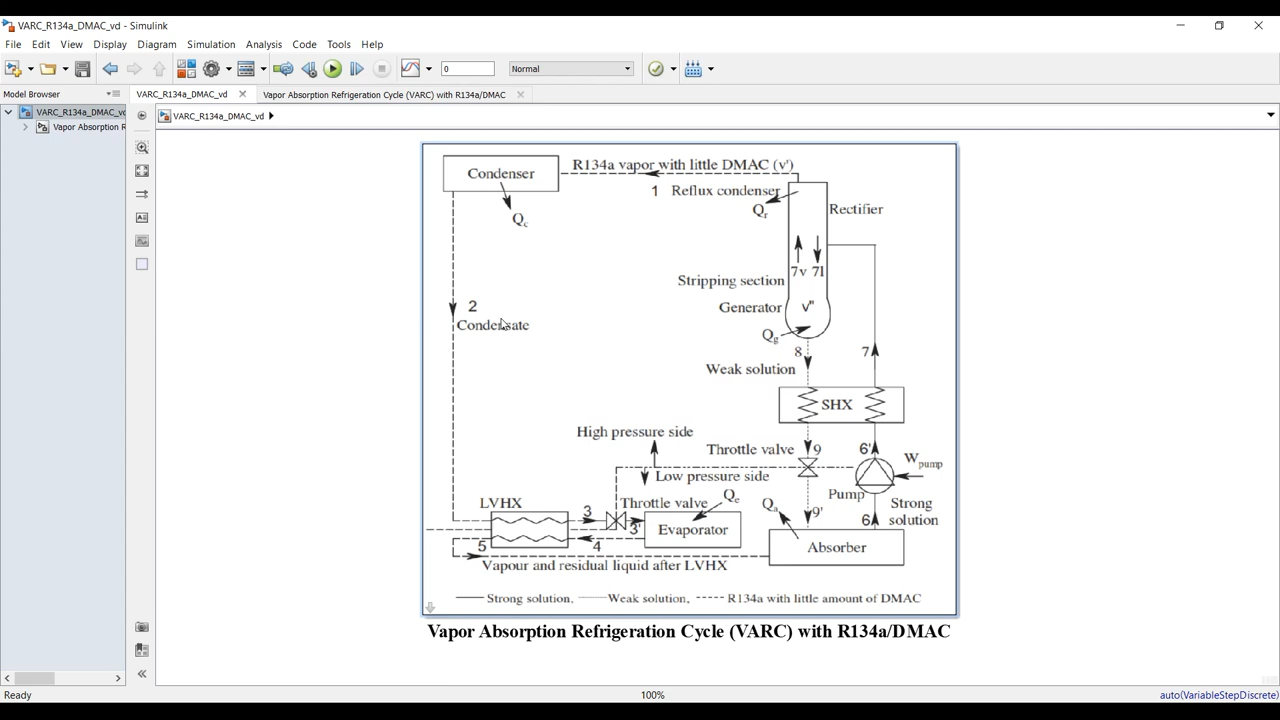 VARC_R134a_DMAC_vd - Simulink
File Edit View Display Diagram Simulation Analysis Code Tools Help
0 Normal
Model Browser VARC_R134a_DMAC_vd Vapor Absorption Refrigeration Cycle (VARC) with R134a/DMAC
VARC_R134a_DMAC_vd
VARC_R134a_DMAC_vd
Vapor Absorption R
Condenser
R134a vapor with little DMAC (v')
1 Reflux condenser
Qc
Qr
Rectifier
7v 7l
Stripping section
2
Generator v"
Condensate
Qg
8
7
Weak solution
SHX
High pressure side
Throttle valve 9 6'
Wpump
Low pressure side
Pump
Strong
solution
LVHX
3
Throttle valve
Qe
Qa
9'
6
3'
Evaporator
5 4
Absorber
Vapour and residual liquid after LVHX
Strong solution, Weak solution, R134a with little amount of DMAC
Vapor Absorption Refrigeration Cycle (VARC) with R134a/DMAC
Ready 100% auto(VariableStepDiscrete)